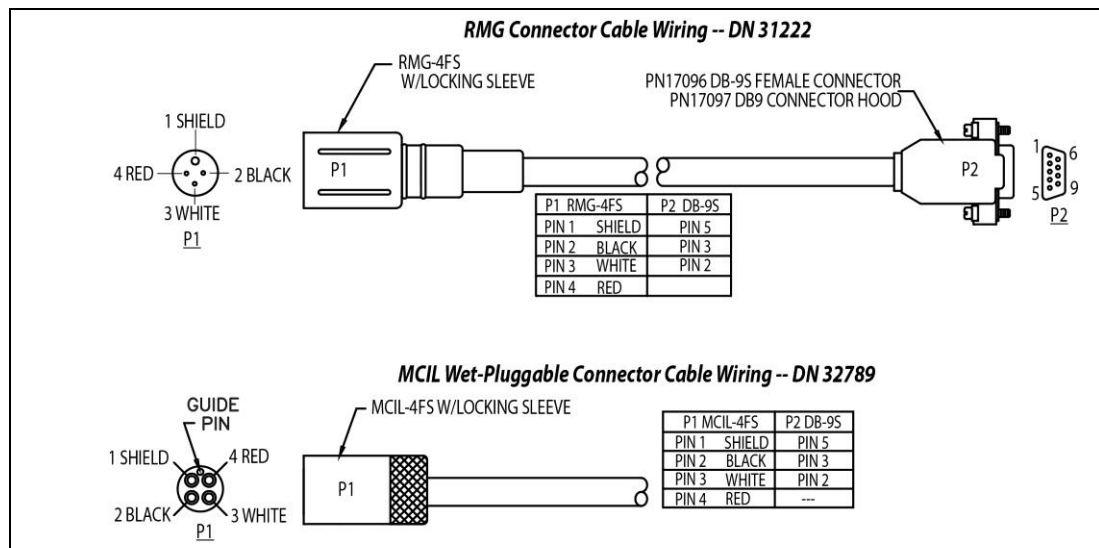 RMG Connector Cable Wiring -- DN 31222
RMG-4FS
W/LOCKING SLEEVE
PN17096 DB-9S FEMALE CONNECTOR
PN17097 DB9 CONNECTOR HOOD
1 SHIELD
4 RED
2 BLACK
3 WHITE
P1
P1
P2
1
6
5
9
P2
P1 RMG-4FS P2 DB-9S
PIN 1 SHIELD PIN 5
PIN 2 BLACK PIN 3
PIN 3 WHITE PIN 2
PIN 4 RED
MCIL Wet-Pluggable Connector Cable Wiring -- DN 32789
GUIDE
PIN
MCIL-4FS W/LOCKING SLEEVE
1 SHIELD
4 RED
2 BLACK
3 WHITE
P1
P1
P1 MCIL-4FS P2 DB-9S
PIN 1 SHIELD PIN 5
PIN 2 BLACK PIN 3
PIN 3 WHITE PIN 2
PIN 4 RED ---